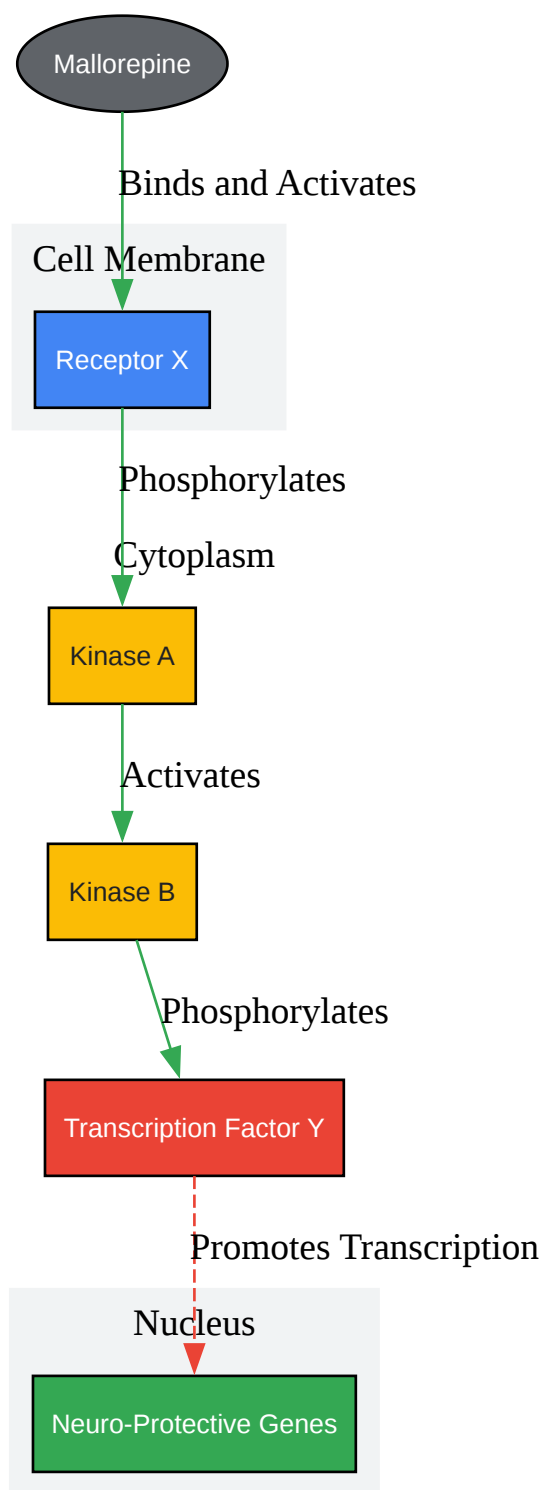 Mallorepine
Binds and Activates
Cell Membrane
Receptor X
Phosphorylates
Cytoplasm
Kinase A
Activates
Kinase B
Phosphorylates
Transcription Factor Y
Promotes Transcription
Nucleus
Neuro-Protective Genes